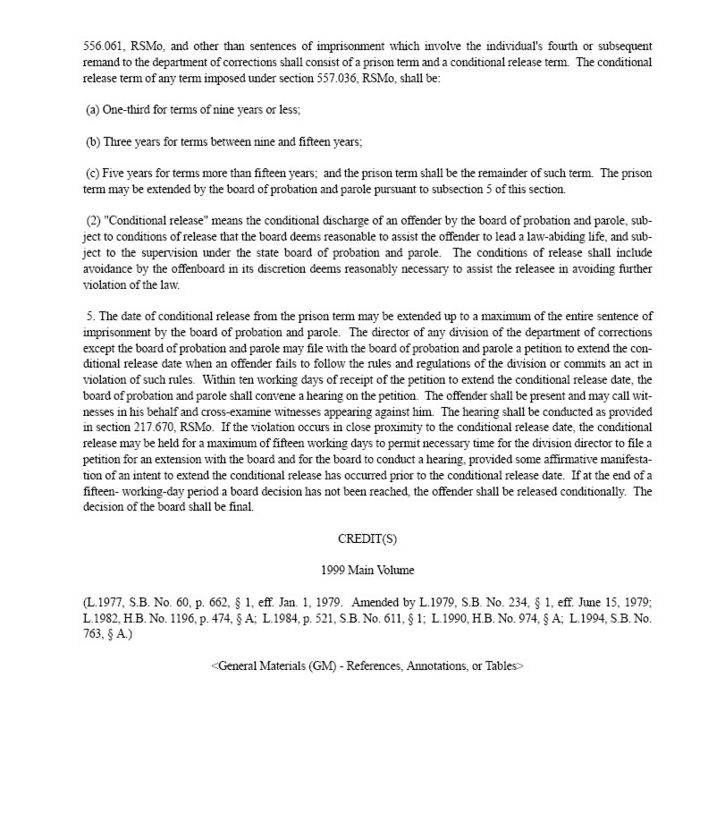 556.061, RSMo, and other than sentences of imprisonment which involve the individual's fourth or subsequent
remand to the department of corrections shall consist of a prison term and a conditional release term. The conditional
release term of any term imposed under section 557.036, RSMo, shall be:
(a) One-third for terms of nine years or less;
(b) Three years for terms between nine and fifteen years;
(c) Five years for terms more than fifteen years; and the prison term shall be the remainder of such term. The prison
term may be extended by the board of probation and parole pursuant to subsection 5 of this section.
(2) "Conditional release" means the conditional discharge of an offender by the board of probation and parole, sub-
ject to conditions of release that the board deems reasonable to assist the offender to lead a law-abiding life, and sub-
ject to the supervision under the state board of probation and parole. The conditions of release shall include
avoidance by the offenboard in its discretion deems reasonably necessary to assist the releasee in avoiding further
violation of the law.
5. The date of conditional release from the prison term may be extended up to a maximum of the entire sentence of
imprisonment by the board of probation and parole. The director of any division of the department of corrections
except the board of probation and parole may file with the board of probation and parole a petition to extend the con-
ditional release date when an offender fails to follow the rules and regulations of the division or commits an act in
violation of such rules. Within ten working days of receipt of the petition to extend the conditional release date, the
board of probation and parole shall convene a hearing on the petition. The offender shall be present and may call wit-
nesses in his behalf and cross-examine witnesses appearing against him. The hearing shall be conducted as provided
in section 217.670, RSMo. If the violation occurs in close proximity to the conditional release date, the conditional
release may be held for a maximum of fifteen working days to permit necessary time for the division director to file a
petition for an extension with the board and for the board to conduct a hearing, provided some affirmative manifesta-
tion of an intent to extend the conditional release has occurred prior to the conditional release date. If at the end of a
fifteen- working-day period a board decision has not been reached, the offender shall be released conditionally. The
decision of the board shall be final.
CREDIT(S)
1999 Main Volume
(L.1977, S.B. No. 60, p. 662, § 1, eff. Jan. 1, 1979. Amended by L.1979, S.B. No. 234, § 1, eff. June 15, 1979;
L.1982, H.B. No. 1196, p. 474, § A; L.1984, p. 521, S.B. No. 611, § 1; L.1990, H.B. No. 974, § A; L.1994, S.B. No.
763, § A.)
<General Materials (GM) - References, Annotations, or Tables>